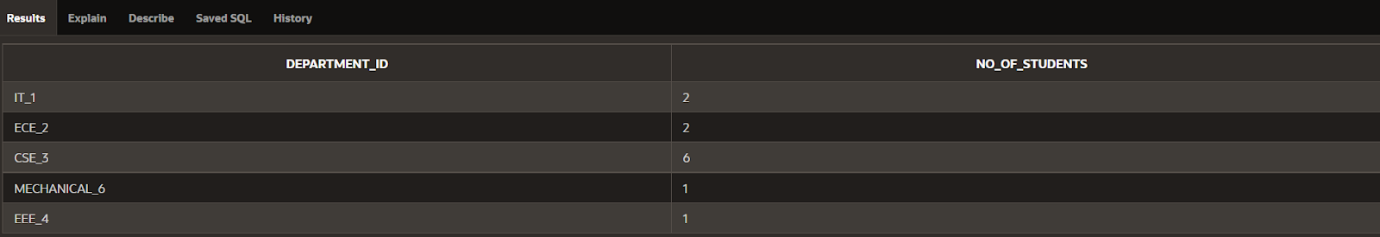 Results Explain Describe Saved SQL History
DEPARTMENT_ID NO_OF_STUDENTS
IT_1 2
ECE_2 2
CSE_3 6
MECHANICAL_6 1
EEE_4 1